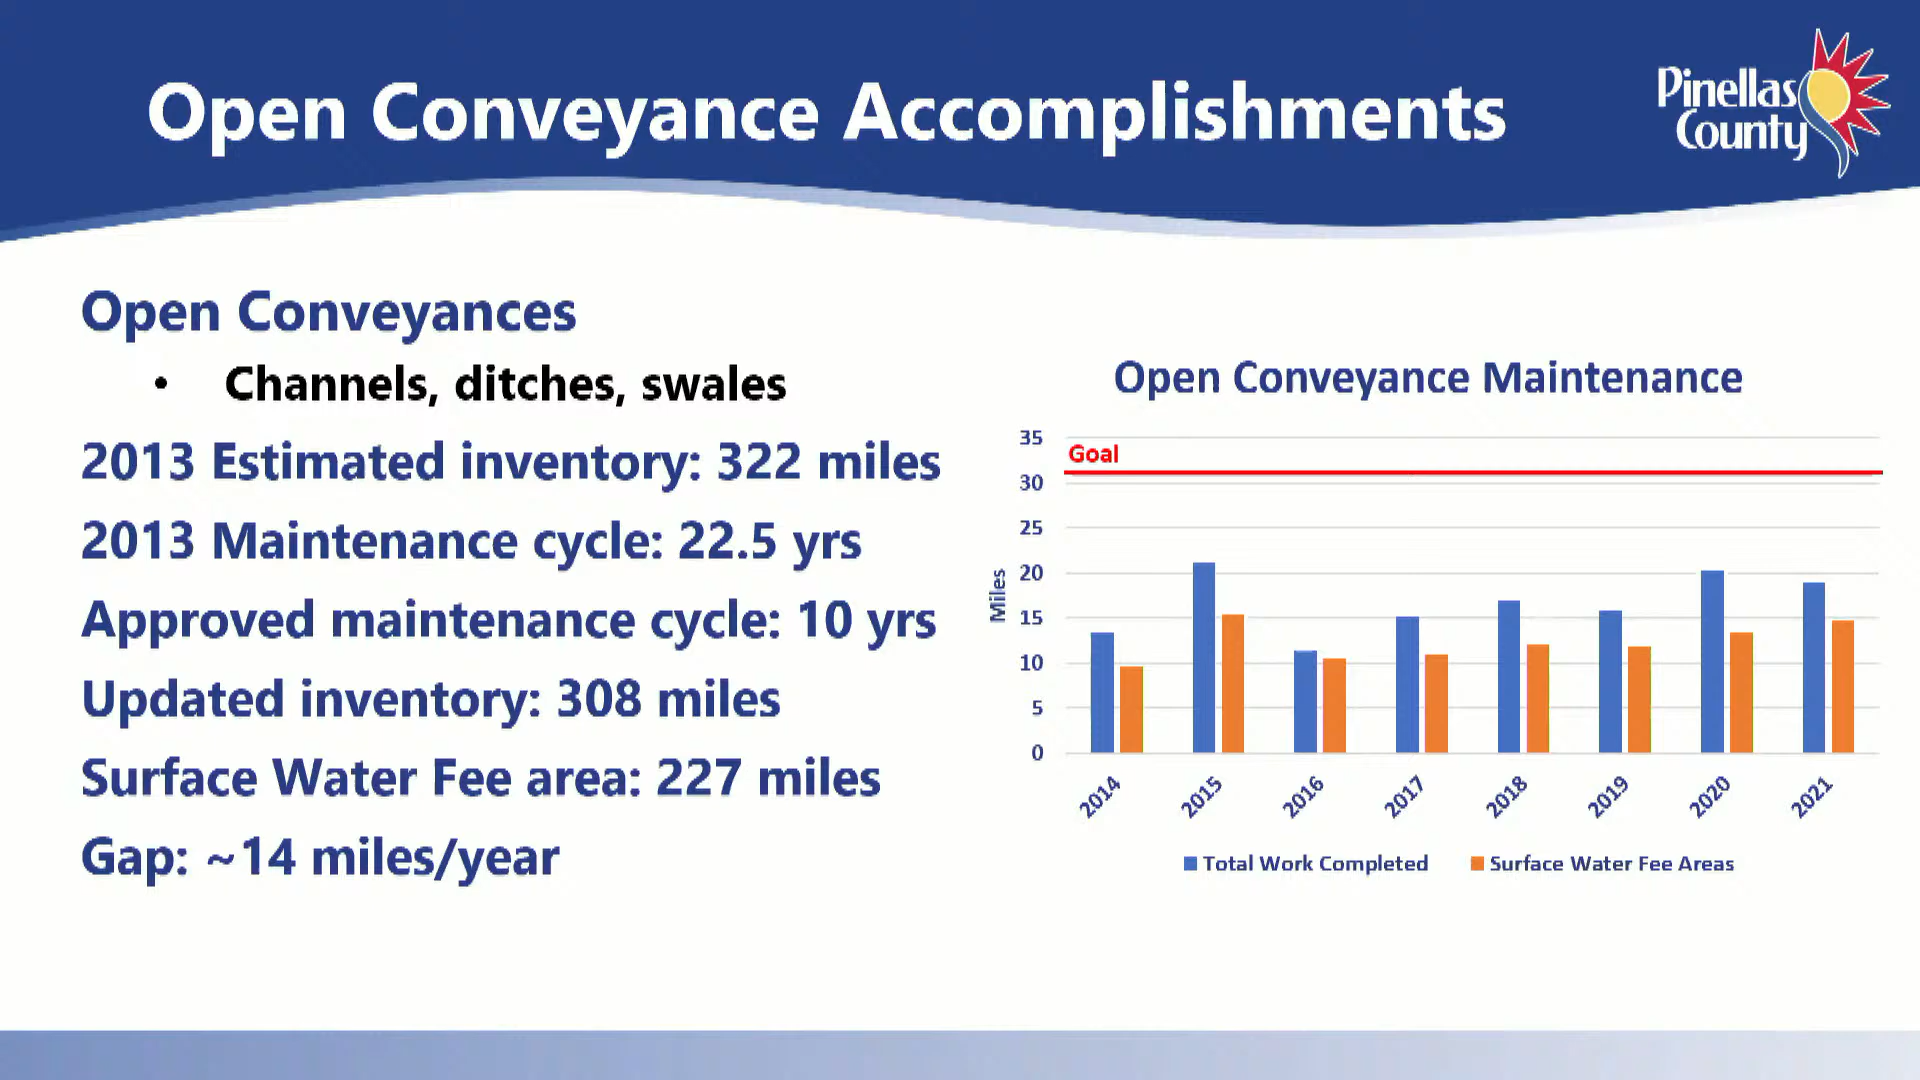 Open Conveyance Accomplishments
Pinellas
County
Open Conveyances
• Channels, ditches, swales
2013 Estimated inventory: 322 miles
2013 Maintenance cycle: 22.5 yrs
Approved maintenance cycle: 10 yrs
Updated inventory: 308 miles
Surface Water Fee area: 227 miles
Gap: ~14 miles/year
Open Conveyance Maintenance
35
Goal
30
25
20
15
10
5
0
Miles
2014 2015 2016 2017 2018 2019 2020 2021
Total Work Completed Surface Water Fee Areas